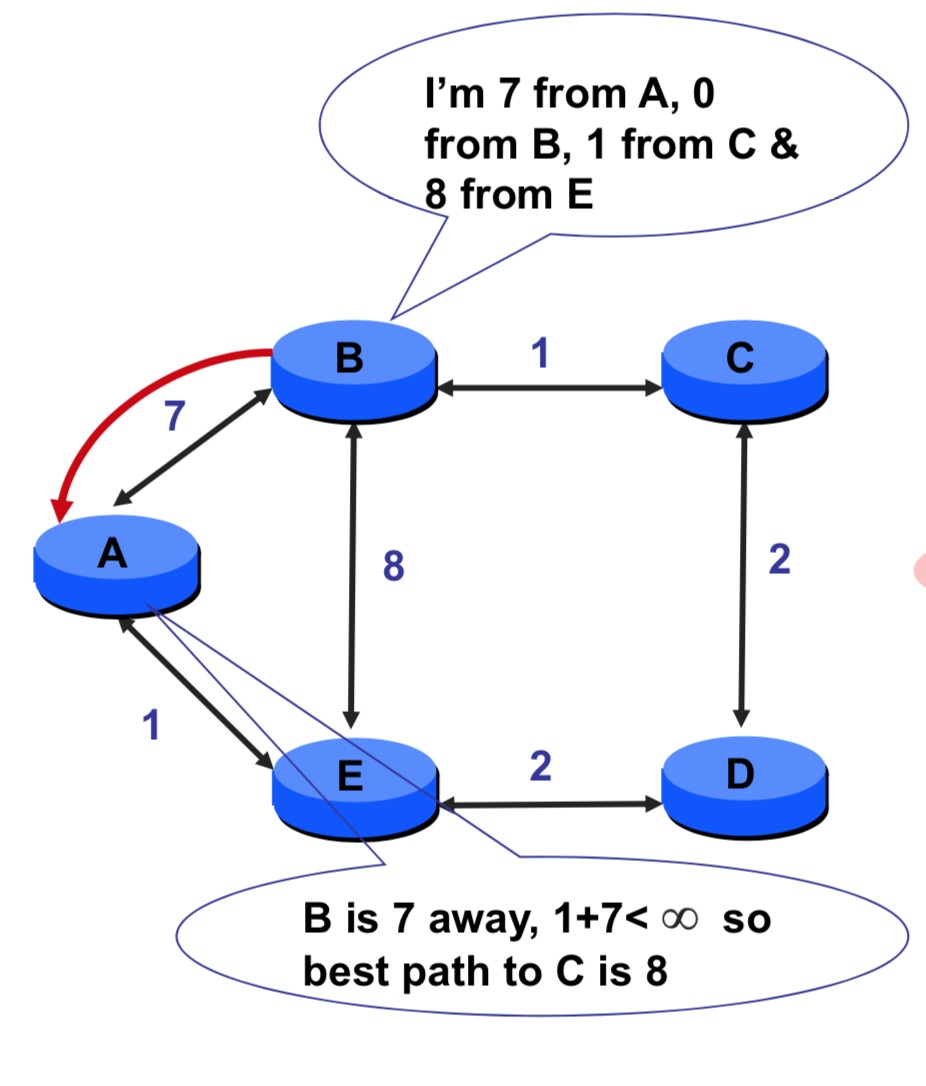 I'm 7 from A, 0
from B, 1 from C &
8 from E
B
1
C
7
A
8
2
1
E
2
D
B is 7 away, 1+7< ∞ so
best path to C is 8